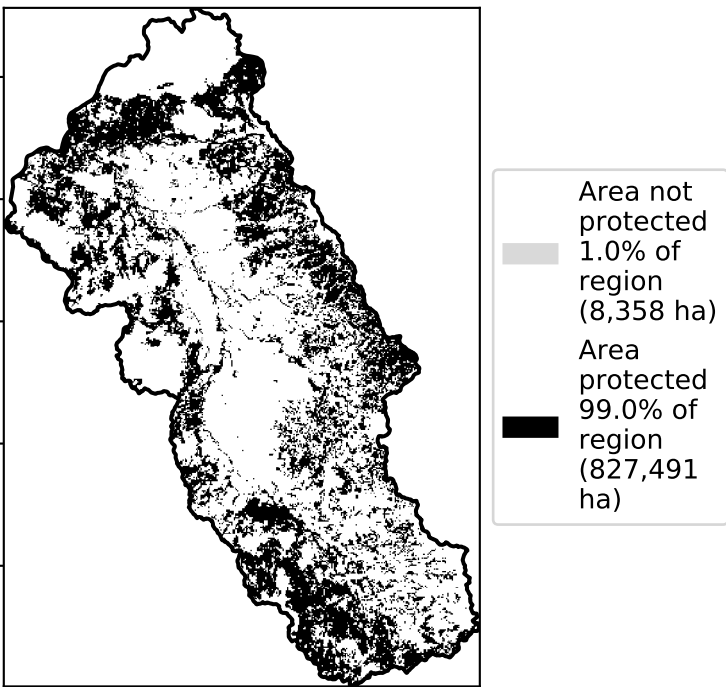 Area not
protected
1.0% of
region
(8,358 ha)
Area
protected
99.0% of
region
(827,491
ha)